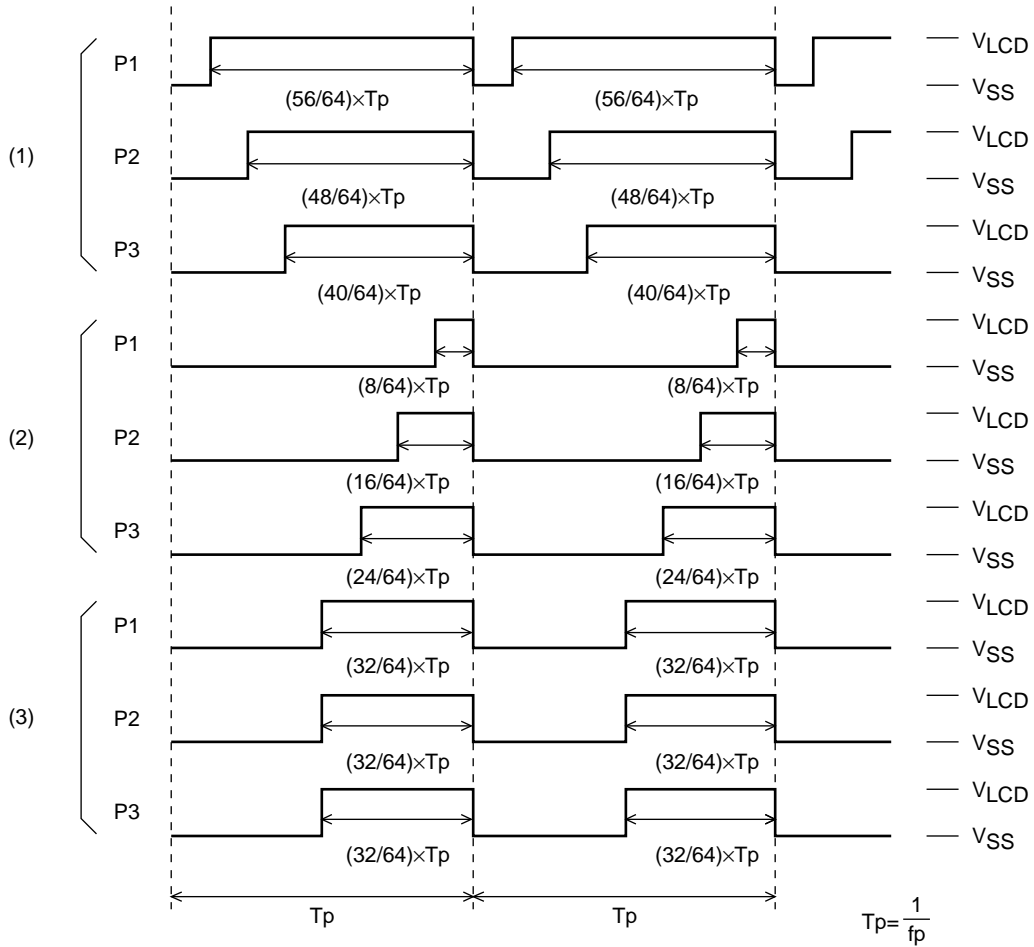 VLCD
P1
VSS
(56/64)×Tp (56/64)×Tp
VLCD
(1) P2
VSS
(48/64)×Tp (48/64)×Tp
VLCD
P3
VSS
(40/64)×Tp (40/64)×Tp
VLCD
P1
VSS
(8/64)×Tp (8/64)×Tp
VLCD
(2) P2
VSS
(16/64)×Tp (16/64)×Tp
VLCD
P3
VSS
(24/64)×Tp (24/64)×Tp
VLCD
P1
VSS
(32/64)×Tp (32/64)×Tp
VLCD
(3) P2
VSS
(32/64)×Tp (32/64)×Tp
VLCD
P3
VSS
(32/64)×Tp (32/64)×Tp
Tp Tp
Tp=1/fp